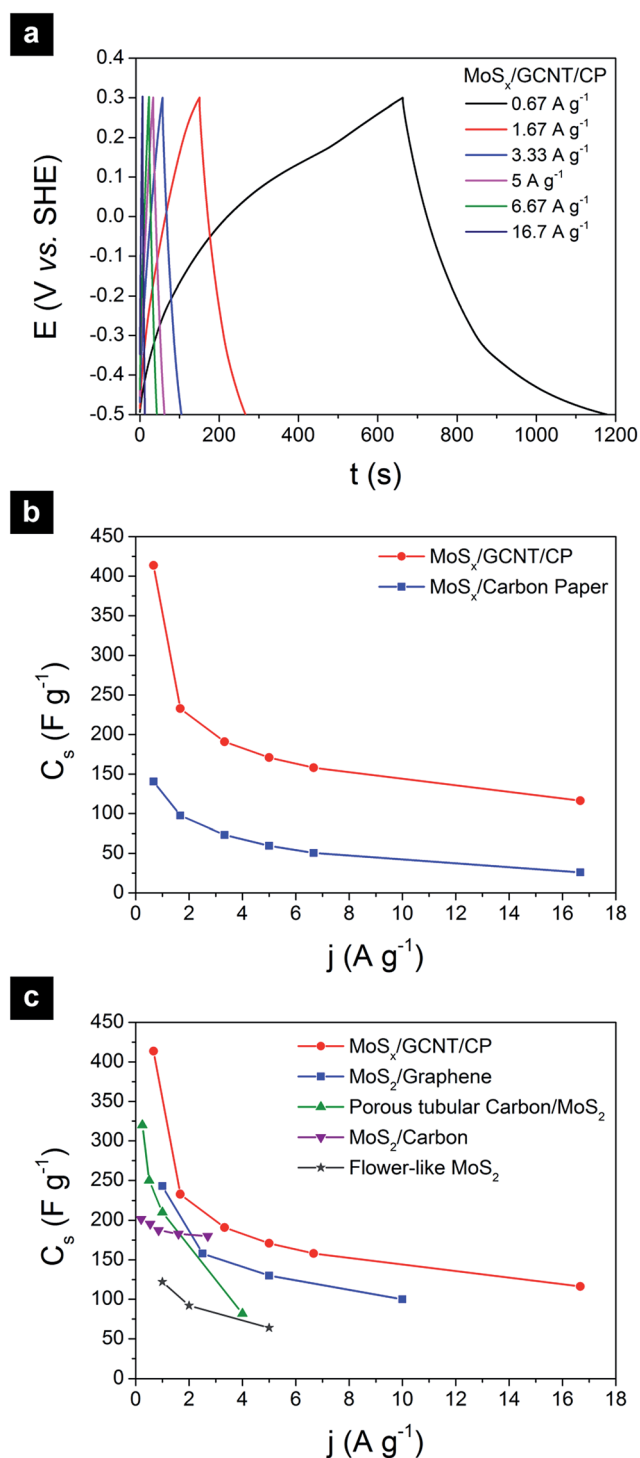 a
MoSₓ/GCNT/CP
0.67 A g⁻¹
1.67 A g⁻¹
3.33 A g⁻¹
5 A g⁻¹
6.67 A g⁻¹
16.7 A g⁻¹
0.4
0.3
0.2
0.1
0.0
-0.1
-0.2
-0.3
-0.4
-0.5
E (V vs. SHE)
0 200 400 600 800 1000 1200
t (s)
b
MoSₓ/GCNT/CP
MoSₓ/Carbon Paper
450
400
350
300
250
200
150
100
50
0
Cₛ (F g⁻¹)
0 2 4 6 8 10 12 14 16 18
j (A g⁻¹)
c
MoSₓ/GCNT/CP
MoS₂/Graphene
Porous tubular Carbon/MoS₂
MoS₂/Carbon
Flower-like MoS₂
450
400
350
300
250
200
150
100
50
0
Cₛ (F g⁻¹)
0 2 4 6 8 10 12 14 16 18
j (A g⁻¹)